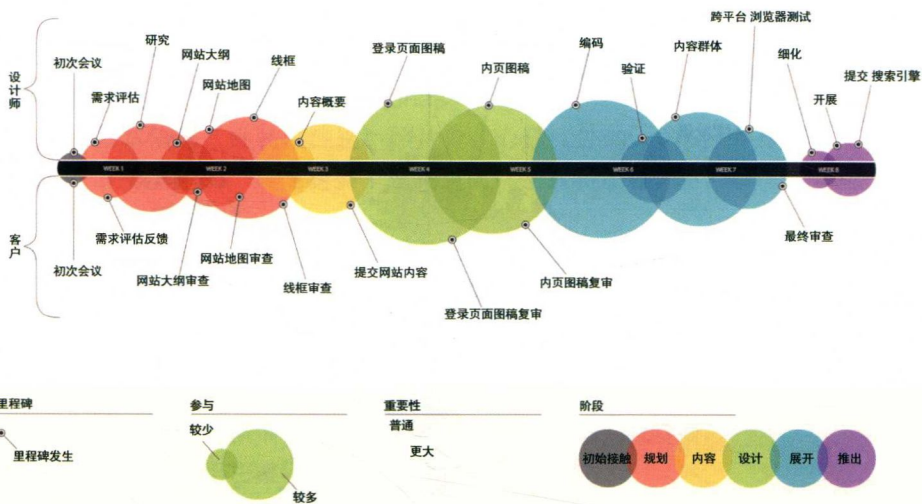 跨平台 浏览器测试
研究
登录页面图稿
编码
内容群体
网站大纲
线框
细化
初次会议
内页图稿
验证
提交 搜索引擎
设计师
网站地图
需求评估
内容概要
开展
WEEK 1
WEEK 2
WEEK 3
WEEK 4
WEEK 5
WEEK 6
WEEK 7
WEEK 8
客户
需求评估反馈
最终审查
网站地图审查
初次会议
提交网站内容
网站大纲审查
线框审查
内页图稿复审
登录页面图稿复审
里程碑
参与
重要性
阶段
较少
普通
里程碑发生
更大
初始接触
规划
内容
设计
展开
推出
较多